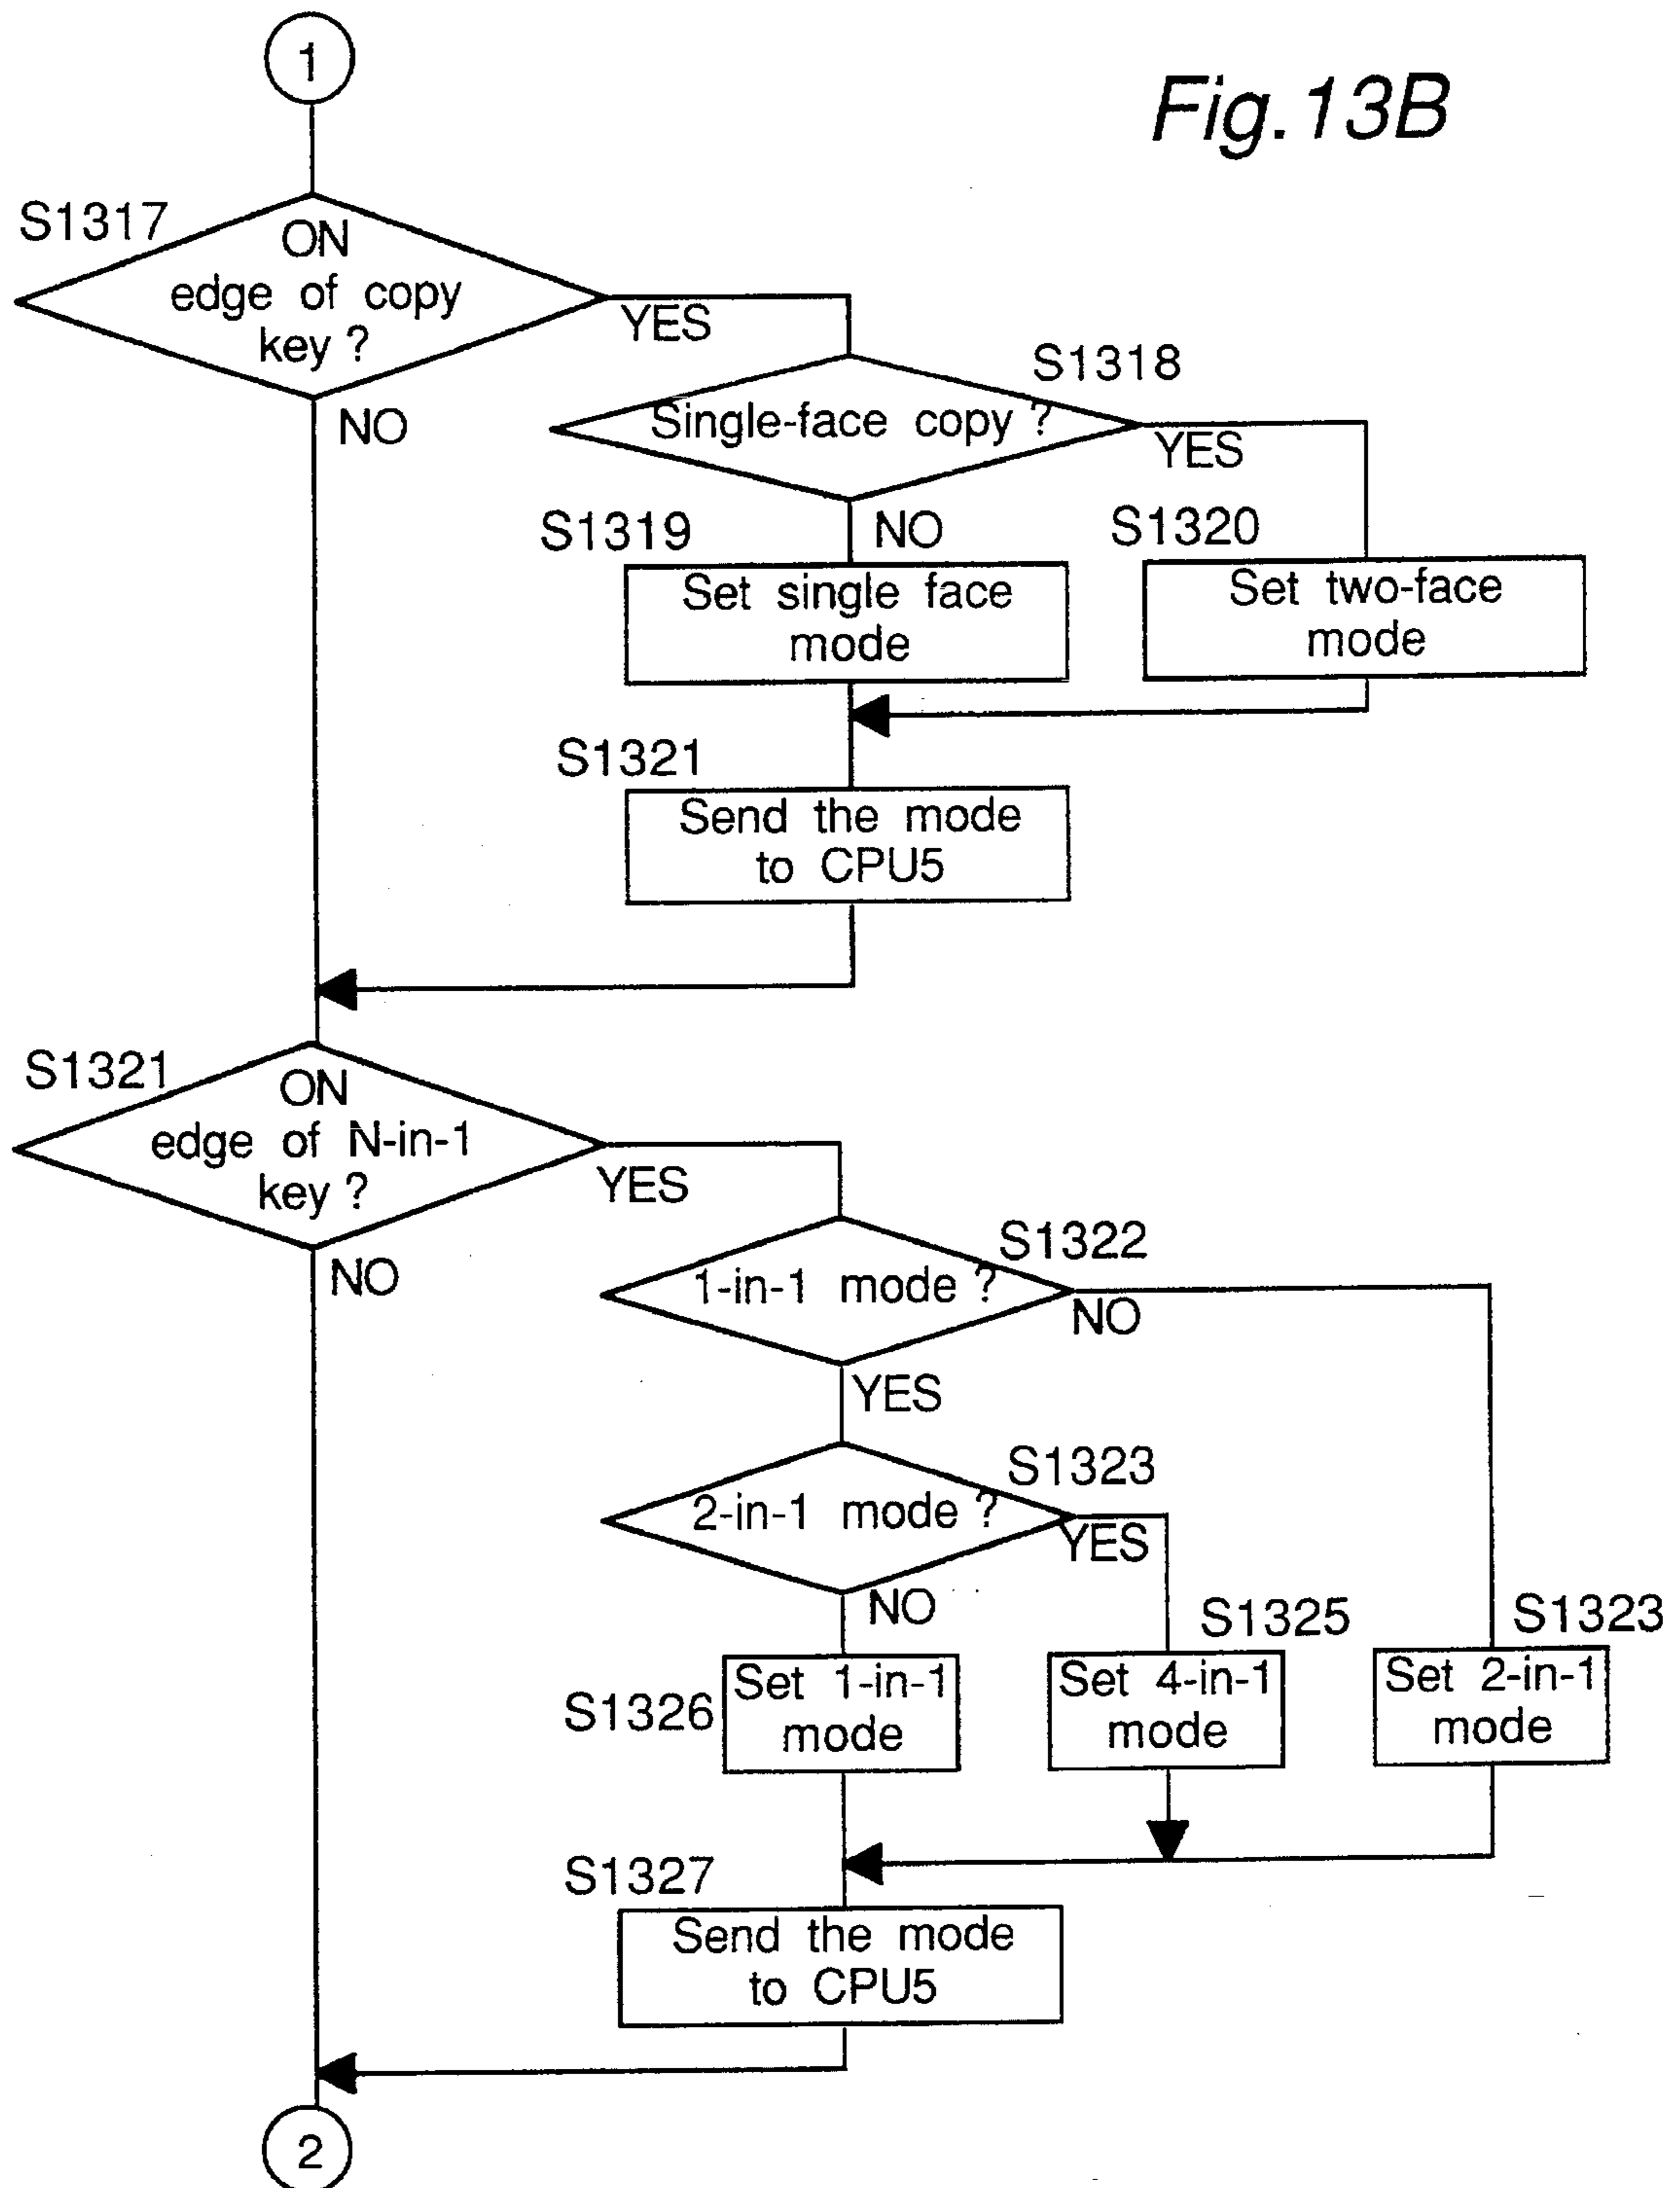 1
Fig.13B
S1317
ON
edge of copy
key ?
YES
NO
S1318
Single-face copy ?
YES
NO
S1319
Set single face
mode
S1320
Set two-face
mode
S1321
Send the mode
to CPU5
S1321
ON
edge of N-in-1
key ?
YES
NO
S1322
1-in-1 mode ?
NO
YES
S1323
2-in-1 mode ?
YES
NO
S1326
Set 1-in-1
mode
S1325
Set 4-in-1
mode
S1323
Set 2-in-1
mode
S1327
Send the mode
to CPU5
2